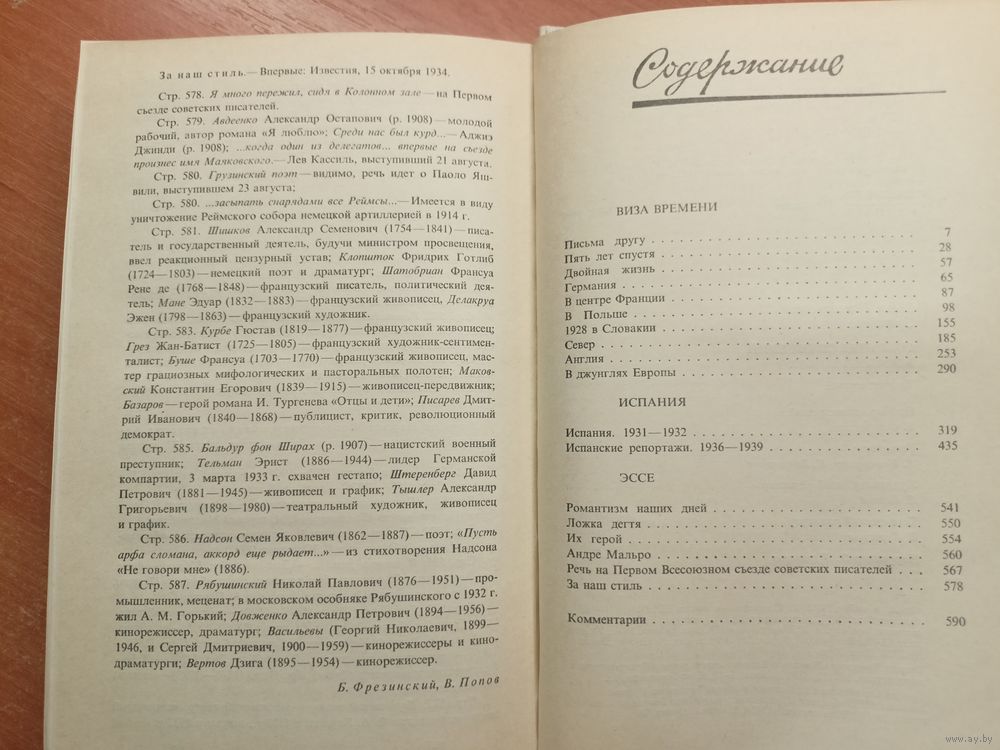 За наш стиль.—Впервые: Известия, 15 октября 1934.
Стр. 578. Я много пережил, сидя в Колонном зале—на Первом
съезде советских писателей.
Стр. 579. Авдеенко Александр Остапович (р. 1908)—молодой
рабочий, автор романа «Я люблю»; Среди нас был курд...—Аджиэ
Джинди (р. 1908); ...когда один из делегатов... впервые на съезде
произнес имя Маяковского.—Лев Кассиль, выступивший 21 августа.
Стр. 580. Грузинский поэт—видимо, речь идет о Паоло Яш-
вили, выступившем 23 августа;
Стр. 580. ...засыпать снарядами все Реймсы...—Имеется в виду
уничтожение Реймского собора немецкой артиллерией в 1914 г.
Стр. 581. Шишков Александр Семенович (1754—1841)—писа-
тель и государственный деятель, будучи министром просвещения,
ввел реакционный цензурный устав; Клопшток Фридрих Готлиб
(1724—1803)—немецкий поэт и драматург; Шатобриан Франсуа
Рене де (1768—1848)—французский писатель, политический дея-
тель; Мане Эдуар (1832—1883)—французский живописец, Делакруа
Эжен (1798—1863)—французский художник.
Стр. 583. Курбе Гюстав (1819—1877)—французский живописец;
Грез Жан-Батист (1725—1805)—французский художник-сентимен-
талист; Буше Франсуа (1703—1770)—французский живописец, мас-
тер грациозных мифологических и пасторальных полотен; Маков-
ский Константин Егорович (1839—1915)—живописец-передвижник;
Базаров—герой романа И. Тургенева «Отцы и дети»; Писарев Дмит-
рий Иванович (1840—1868)—публицист, критик, революционный
демократ.
Стр. 585. Бальдур фон Ширах (р. 1907)—нацистский военный
преступник; Тельман Эрнст (1886—1944)—лидер Германской
компартии, 3 марта 1933 г. схвачен гестапо; Штеренберг Давид
Петрович (1881—1945)—живописец и график; Тышлер Александр
Григорьевич (1898—1980)—театральный художник, живописец
и график.
Стр. 586. Надсон Семен Яковлевич (1862—1887)—поэт; «Пусть
арфа сломана, аккорд еще рыдает...»—из стихотворения Надсона
«Не говори мне» (1886).
Стр. 587. Рябушинский Николай Павлович (1876—1951)—про-
мышленник, меценат; в московском особняке Рябушинского с 1932 г.
жил А. М. Горький; Довженко Александр Петрович (1894—1956)—
кинорежиссер, драматург; Васильевы (Георгий Николаевич, 1899—
1946, и Сергей Дмитриевич, 1900—1959)—кинорежиссеры и кино-
драматурги; Вертов Дзига (1895—1954)—кинорежиссер.
Б. Фрезинский, В. Попов
Содержание
ВИЗА ВРЕМЕНИ
Письма другу . . . . . . . . . . 7
Пять лет спустя . . . . . . . . . . 28
Двойная жизнь . . . . . . . . . . 57
Германия . . . . . . . . . . 65
В центре Франции . . . . . . . . . . 87
В Польше . . . . . . . . . . 98
1928 в Словакии . . . . . . . . . . 155
Север . . . . . . . . . . 185
Англия . . . . . . . . . . 253
В джунглях Европы . . . . . . . . . . 290
ИСПАНИЯ
Испания. 1931—1932 . . . . . . . . . . 319
Испанские репортажи. 1936—1939 . . . . . . . . . . 435
ЭССЕ
Романтизм наших дней . . . . . . . . . . 541
Ложка дегтя . . . . . . . . . . 550
Их герой . . . . . . . . . . 554
Андре Мальро . . . . . . . . . . 560
Речь на Первом Всесоюзном съезде советских писателей . . . 567
За наш стиль . . . . . . . . . . 578
Комментарии . . . . . . . . . . 590
www.ay.by